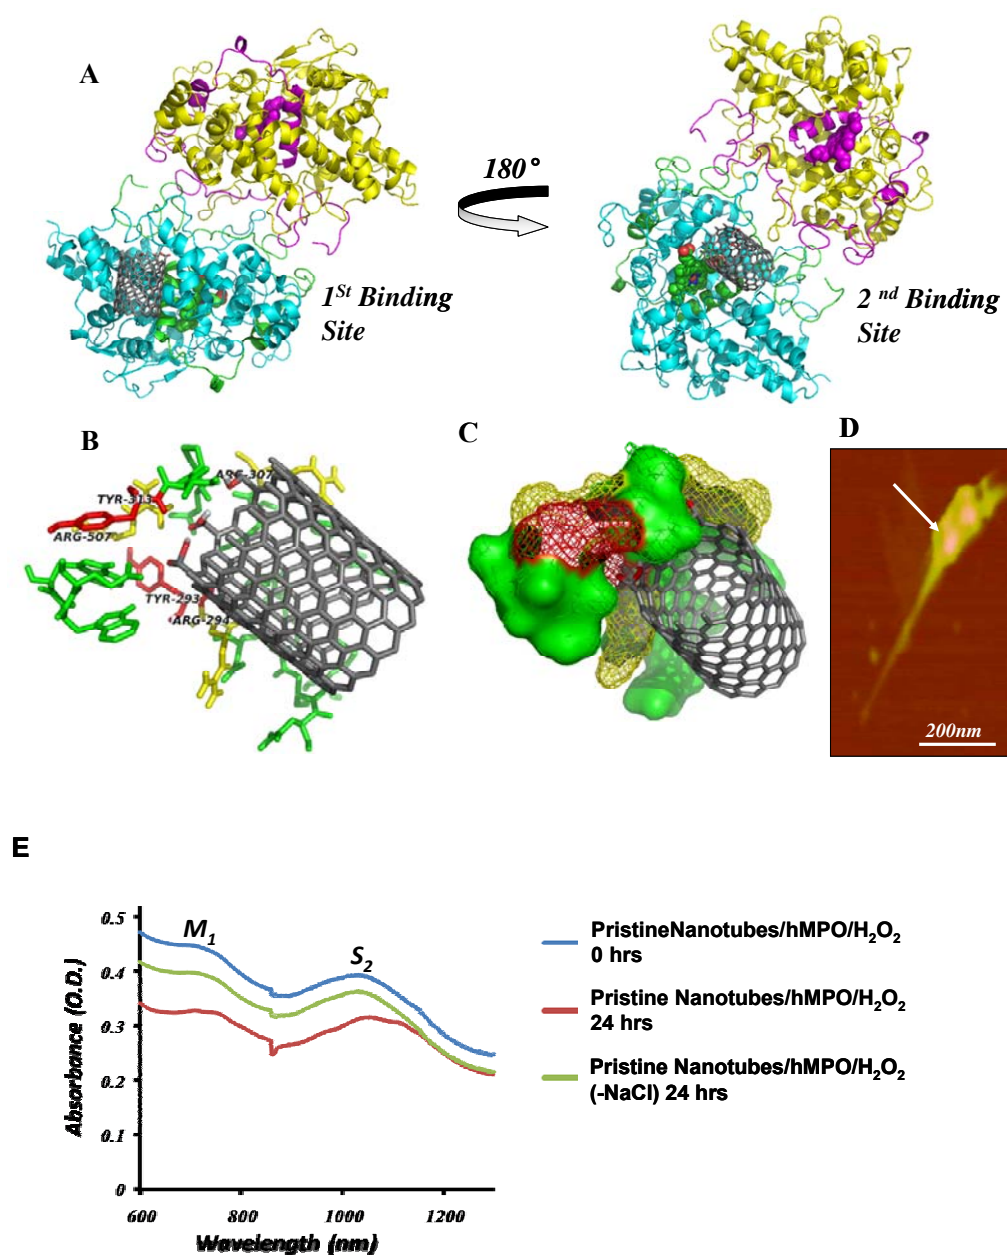 A
180°
1St Binding
Site
2 nd Binding
Site
B
ARG-307
TYR-313
ARG-507
TYR-293
ARG-294
C
D
200nm
E
0.5
0.4
0.3
0.2
0.1
0
M1
S2
Absorbance (O.D.)
600
800
1000
1200
Wavelength (nm)
PristineNanotubes/hMPO/H2O2
0 hrs
Pristine Nanotubes/hMPO/H2O2
24 hrs
Pristine Nanotubes/hMPO/H2O2
(-NaCl) 24 hrs